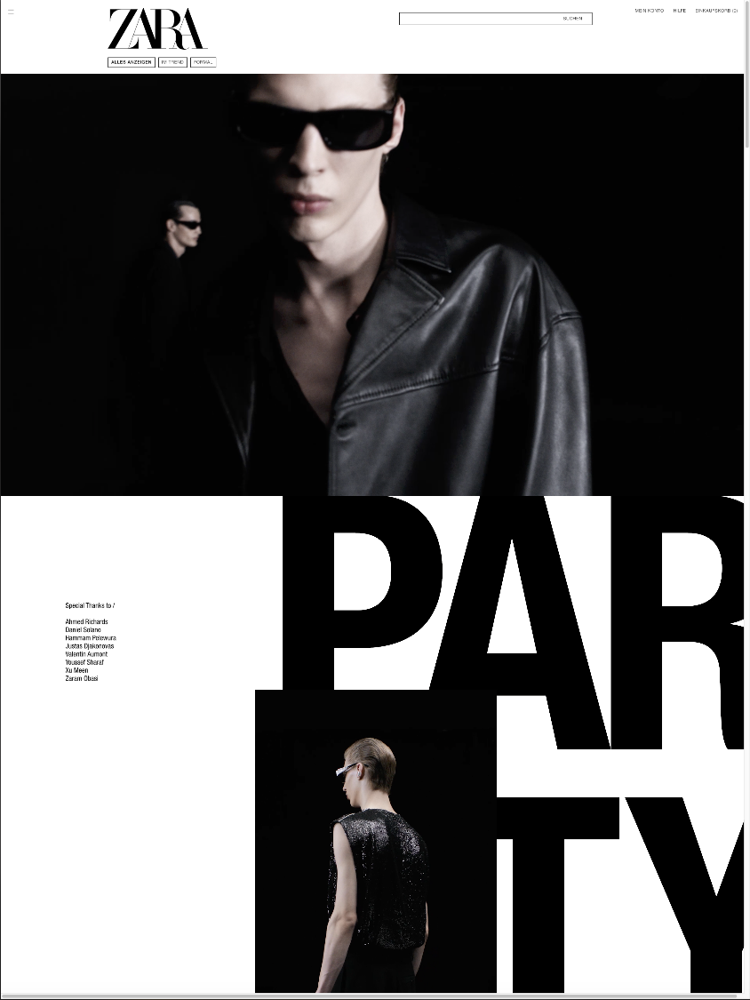 ZARA
SUCHEN
MEIN KONTO HILFE EINKAUFSKORB (0)
ALLES ANZEIGEN IM TREND FORMAL
PAR
TY
Special Thanks to /
Ahmed Richards
Daniel Solano
Hammam Pelewura
Justas Djakonovas
Valentin Aumont
Youssef Sharaf
Xu Meen
Zaram Obasi